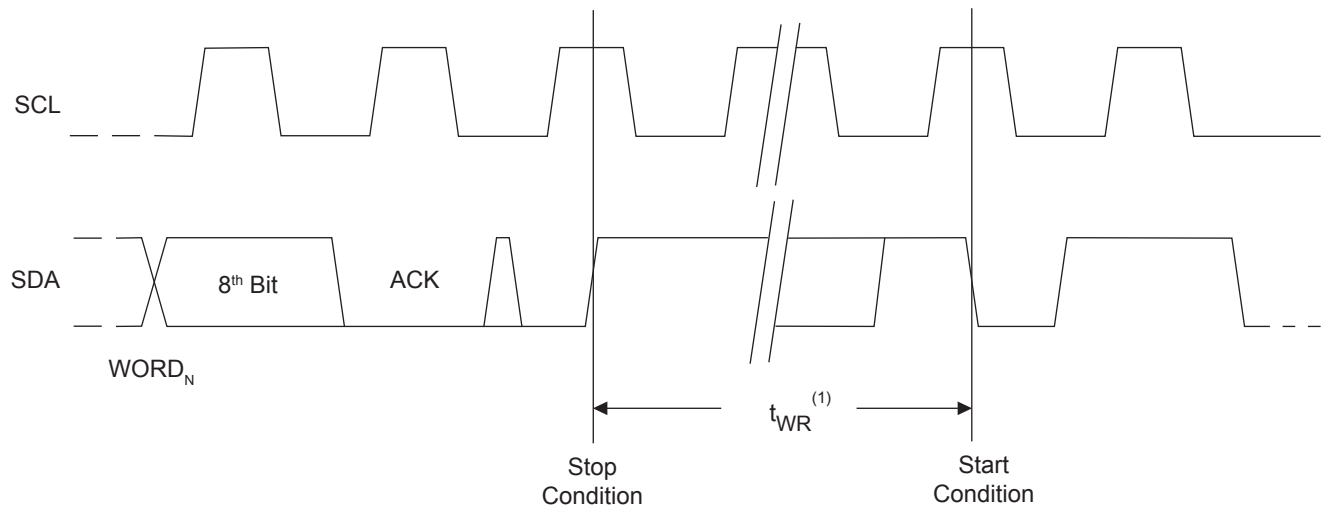 SCL
SDA
8th Bit
ACK
WORDN
tWR(1)
Stop
Condition
Start
Condition